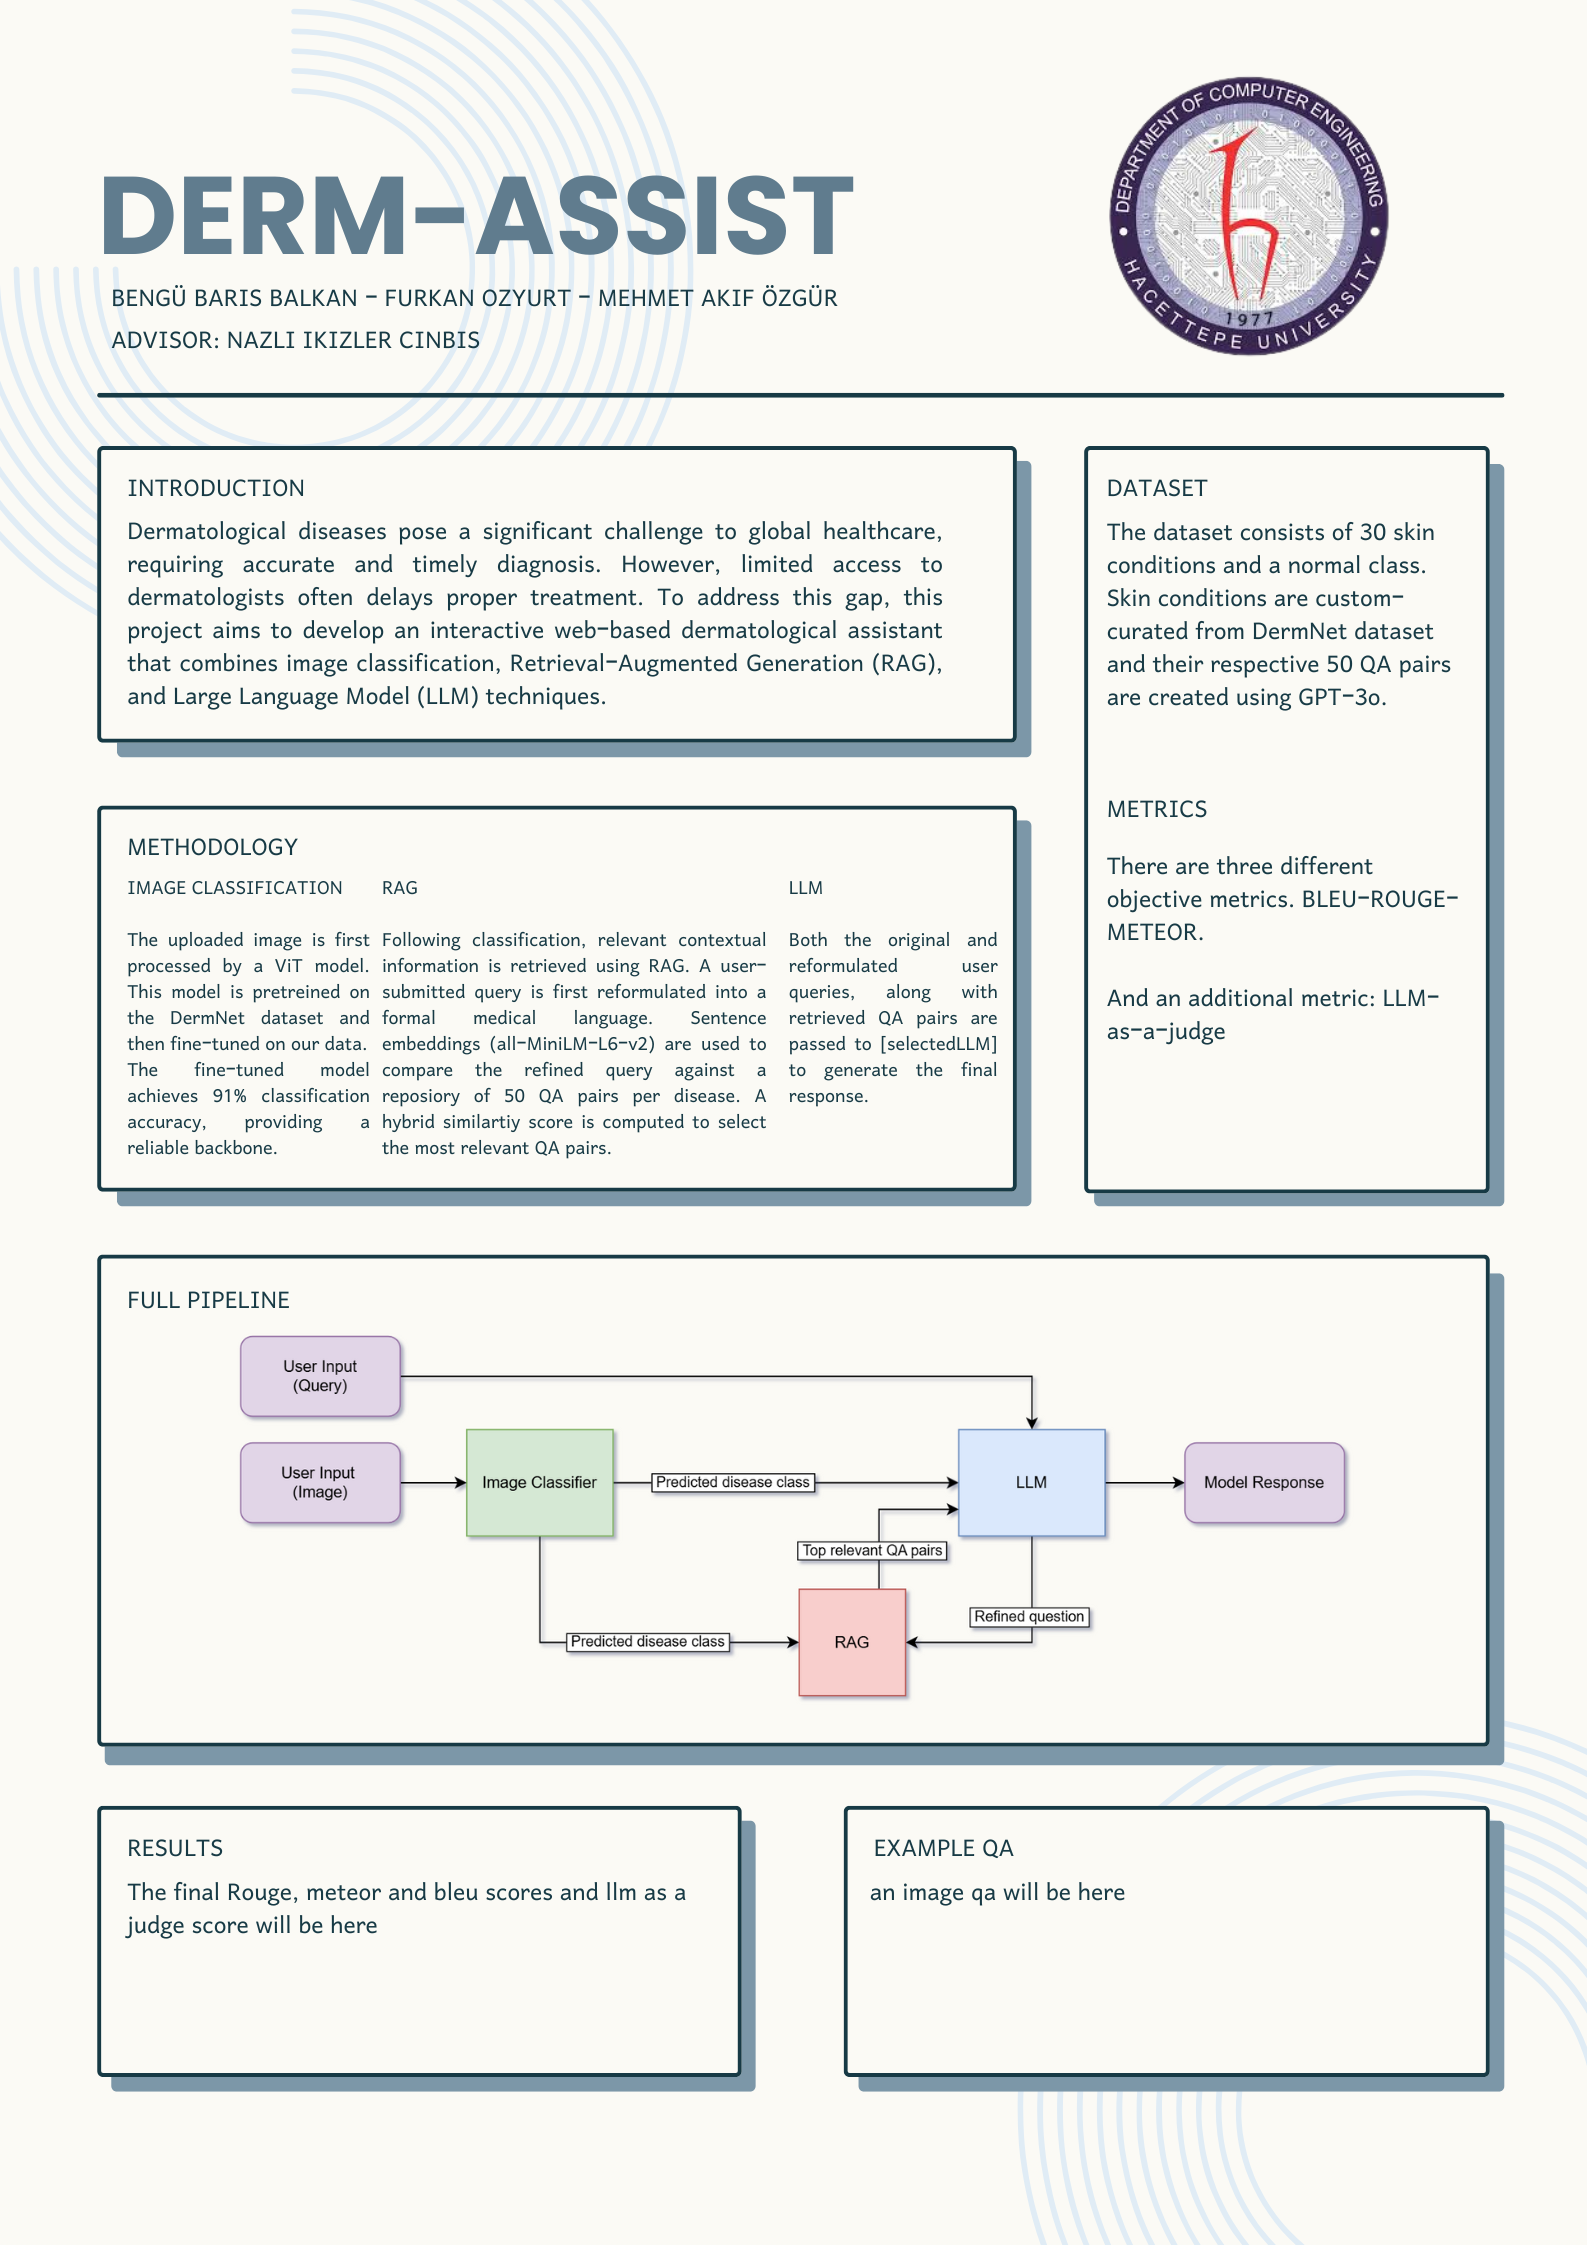 DEPARTMENT OF COMPUTER ENGINEERING
HACETTEPE UNIVERSITY
1977
DERM-ASSIST
BENGÜ BARIS BALKAN - FURKAN OZYURT - MEHMET AKIF ÖZGÜR
ADVISOR: NAZLI IKIZLER CINBIS
INTRODUCTION
Dermatological diseases pose a significant challenge to global healthcare,
requiring accurate and timely diagnosis. However, limited access to
dermatologists often delays proper treatment. To address this gap, this
project aims to develop an interactive web-based dermatological assistant
that combines image classification, Retrieval-Augmented Generation (RAG),
and Large Language Model (LLM) techniques.
DATASET
The dataset consists of 30 skin
conditions and a normal class.
Skin conditions are custom-
curated from DermNet dataset
and their respective 50 QA pairs
are created using GPT-3o.
METRICS
There are three different
objective metrics. BLEU-ROUGE-
METEOR.
And an additional metric: LLM-
as-a-judge
METHODOLOGY
IMAGE CLASSIFICATION
The uploaded image is first
processed by a ViT model.
This model is pretreined on
the DermNet dataset and
then fine-tuned on our data.
The fine-tuned model
achieves 91% classification
accuracy, providing a
reliable backbone.
RAG
Following classification, relevant contextual
information is retrieved using RAG. A user-
submitted query is first reformulated into a
formal medical language. Sentence
embeddings (all-MiniLM-L6-v2) are used to
compare the refined query against a
reposiory of 50 QA pairs per disease. A
hybrid similartiy score is computed to select
the most relevant QA pairs.
LLM
Both the original and
reformulated user
queries, along with
retrieved QA pairs are
passed to [selectedLLM]
to generate the final
response.
FULL PIPELINE
User Input
(Query)
User Input
(Image)
Image Classifier
Predicted disease class
LLM
Model Response
Top relevant QA pairs
Refined question
Predicted disease class
RAG
RESULTS
The final Rouge, meteor and bleu scores and llm as a
judge score will be here
EXAMPLE QA
an image qa will be here